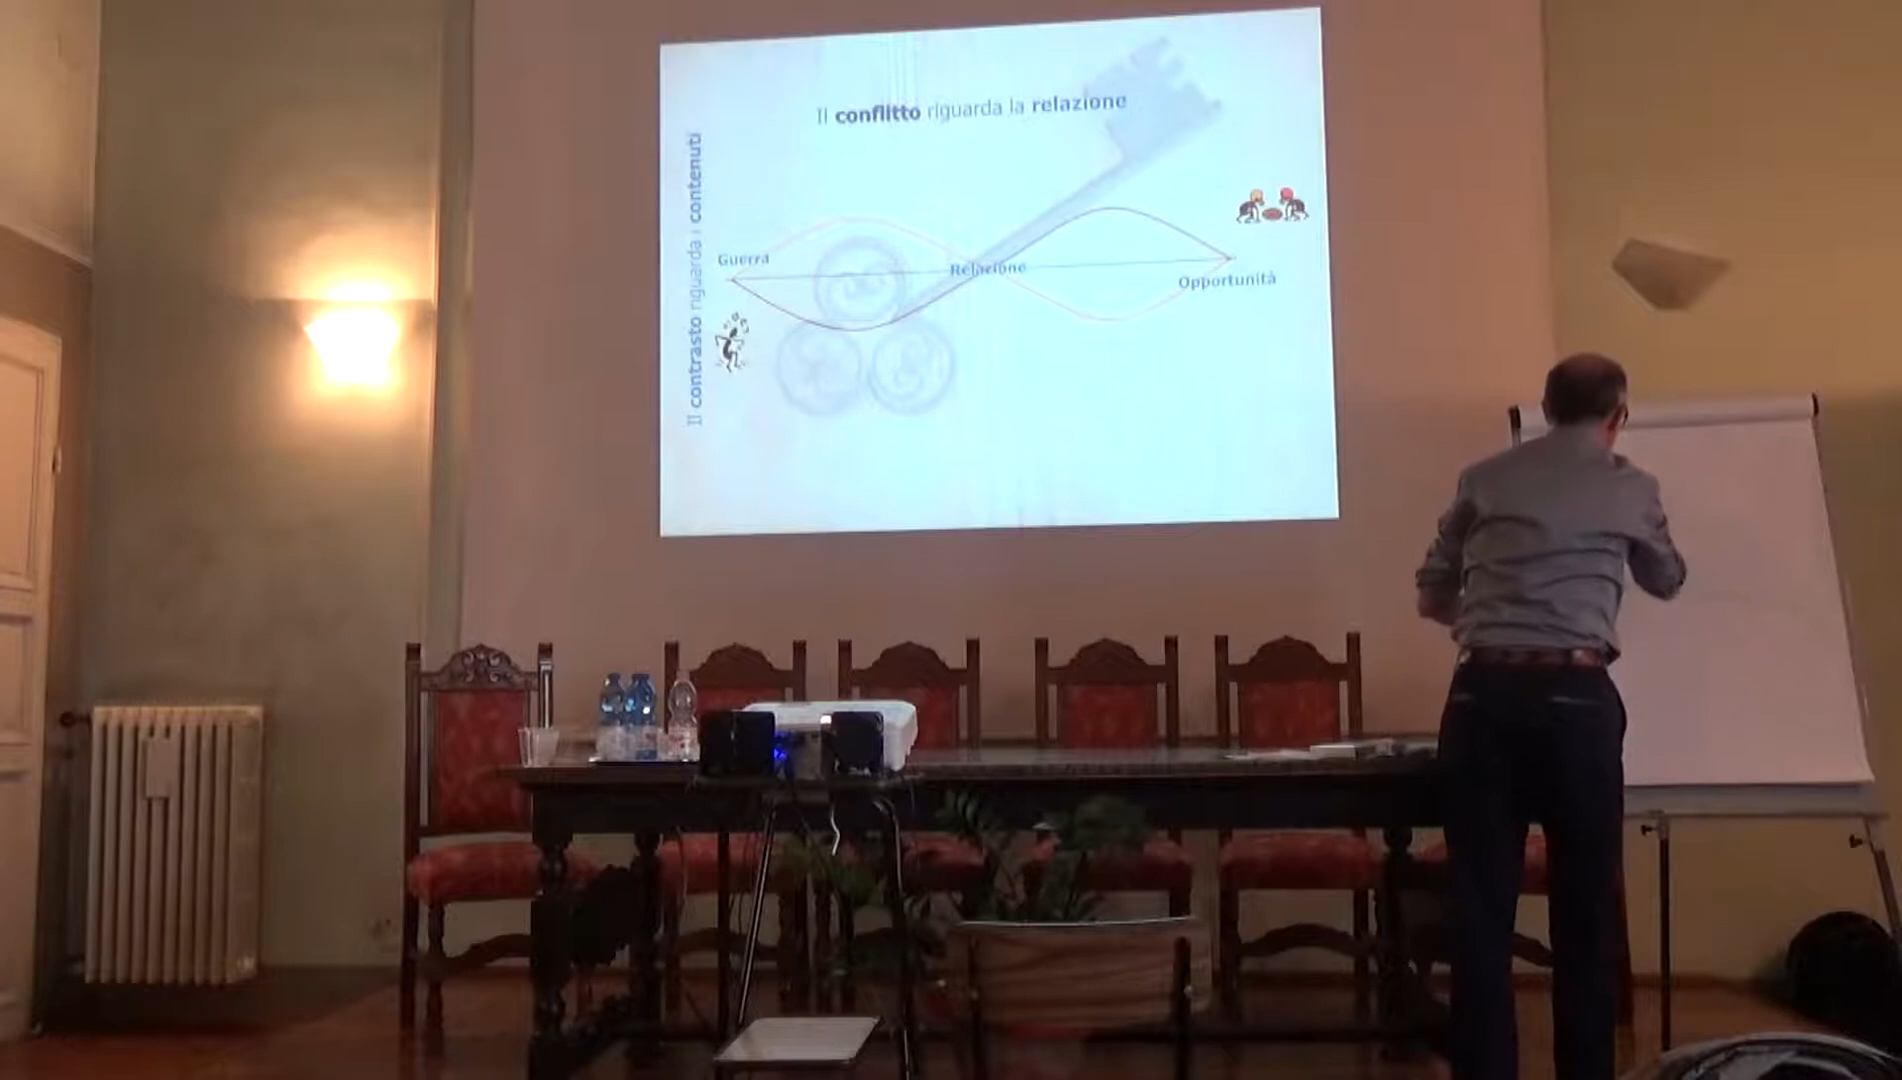 Il conflitto riguarda la relazione
Il contrasto riguarda i contenuti
Guerra
Relazione
Opportunità